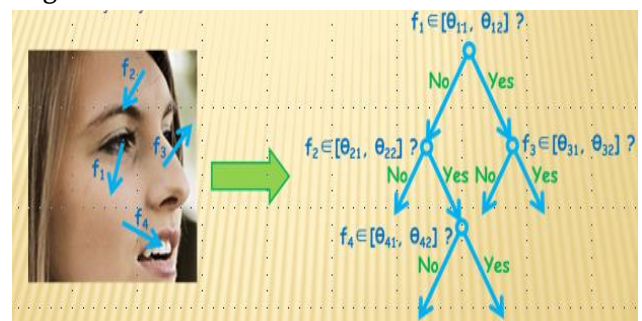 f₁∈[θ₁₁, θ₁₂] ?
No Yes
f₂
f₃
f₁
f₄
f₂∈[θ₂₁, θ₂₂] ?
f₃∈[θ₃₁, θ₃₂] ?
No Yes No Yes
f₄∈[θ₄₁, θ₄₂] ?
No Yes